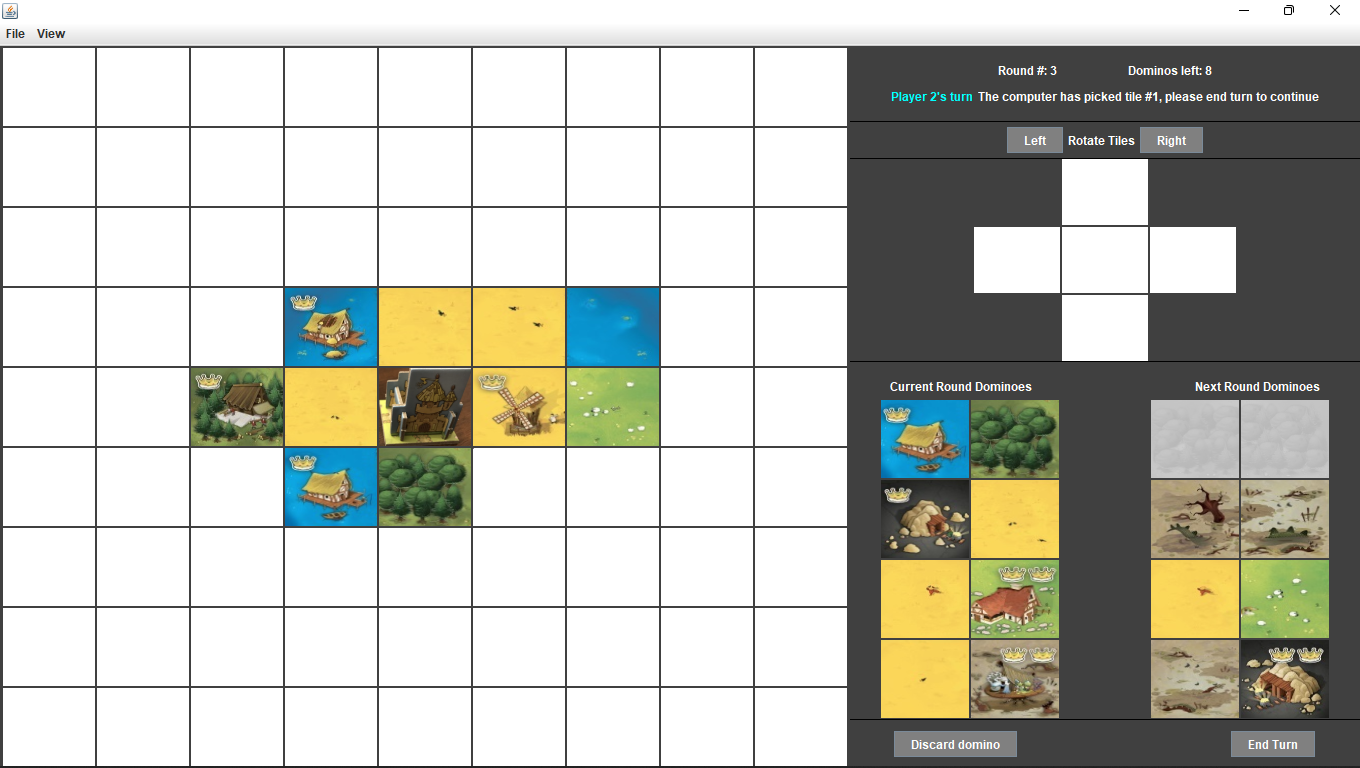 File View
Round #: 3 Dominos left: 8
Player 2's turn The computer has picked tile #1, please end turn to continue
Left Rotate Tiles Right
Current Round Dominoes Next Round Dominoes
Discard domino End Turn